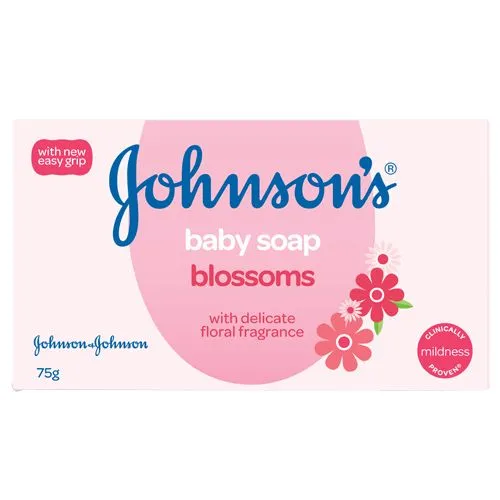 with new
easy grip
Johnson's®
baby soap
blossoms
with delicate
floral fragrance
Johnson & Johnson
75g
CLINICALLY
mildness
PROVEN®